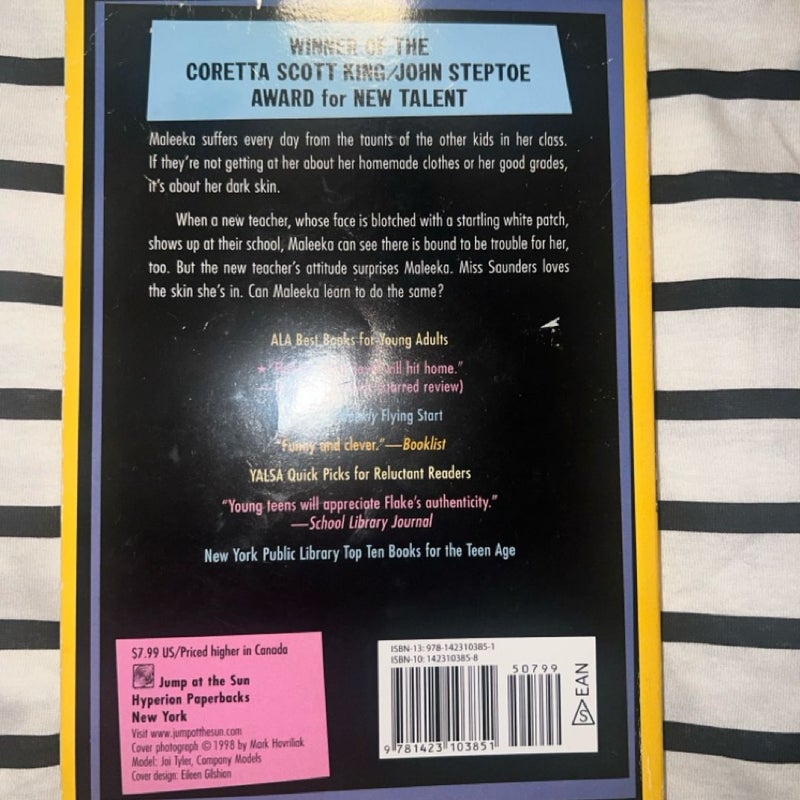 WINNER OF THE
CORETTA SCOTT KING/JOHN STEPTOE
AWARD for NEW TALENT
Maleeka suffers every day from the taunts of the other kids in her class.
If they're not getting at her about her homemade clothes or her good grades,
it's about her dark skin.
When a new teacher, whose face is blotched with a startling white patch,
shows up at their school, Maleeka can see there is bound to be trouble for her,
too. But the new teacher's attitude surprises Maleeka. Miss Saunders loves
the skin she's in. Can Maleeka learn to do the same?
ALA Best Books for Young Adults
will hit home."
starred review)
Flying Start
"Funny and clever."—Booklist
YALSA Quick Picks for Reluctant Readers
"Young teens will appreciate Flake's authenticity."
—School Library Journal
New York Public Library Top Ten Books for the Teen Age
$7.99 US/Priced higher in Canada
Jump at the Sun
Hyperion Paperbacks
New York
Visit www.jumpatthesun.com
Cover photograph © 1998 by Mark Havriliak
Model: Jai Tyler, Company Models
Cover design: Eileen Gilshian
ISBN-13: 978-142310385-1
ISBN-10: 142310385-8
50799
9 781423 103851
EAN
S